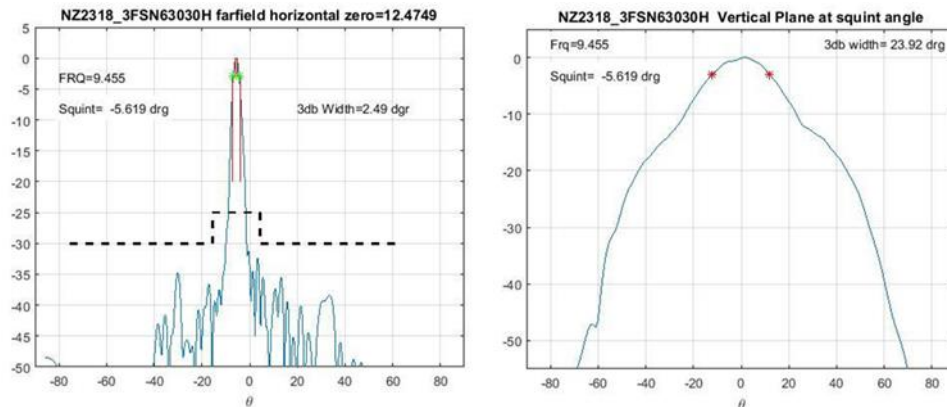 NZ2318_3FSN63030H farfield horizontal zero=12.4749
5
0
-5
-10
-15
-20
-25
-30
-35
-40
-45
-50
FRQ=9.455
Squint= -5.619 drg
3db Width=2.49 dgr
-80 -60 -40 -20 0 20 40 60 80
θ
NZ2318_3FSN63030H Vertical Plane at squint angle
0
-10
-20
-30
-40
-50
Frq=9.455
3db width= 23.92 drg
Squint= -5.619 drg
-80 -60 -40 -20 0 20 40 60 80
θ